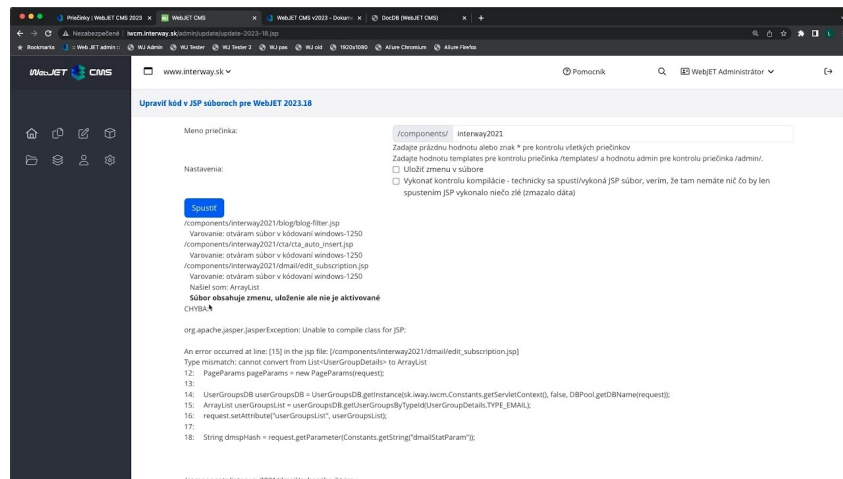 Priečinky | WebJET CMS 2023
WebJET CMS
WebJET CMS v2023 - Dokume
DocDB (WebJET CMS)
Nezabezpečené | iwcm.interway.sk/admin/update/update-2023-18.jsp
Bookmarks :: Web JET admin :: WJ Admin WJ Tester WJ Tester 2 WJ pas WJ old 1920x1080 Allure Chromium Allure Firefox
WebJET CMS
www.interway.sk
Pomocník
WebJET Administrátor
Upraviť kód v JSP súboroch pre WebJET 2023.18
Meno priečinka:
/components/ interway2021
Zadajte prázdnu hodnotu alebo znak * pre kontrolu všetkých priečinkov
Zadajte hodnotu templates pre kontrolu priečinka /templates/ a hodnotu admin pre kontrolu priečinka /admin/.
Nastavenia:
Uložiť zmenu v súbore
Vykonať kontrolu kompilácie - technicky sa spustí/vykoná JSP súbor, verím, že tam nemáte nič čo by len
spustením JSP vykonalo niečo zlé (zmazalo dáta)
Spustiť
/components/interway2021/blog/blog-filter.jsp
Varovanie: otváram súbor v kódovaní windows-1250
/components/interway2021/cta/cta_auto_insert.jsp
Varovanie: otváram súbor v kódovaní windows-1250
/components/interway2021/dmail/edit_subscription.jsp
Varovanie: otváram súbor v kódovaní windows-1250
Našiel som: ArrayList
Súbor obsahuje zmenu, uloženie ale nie je aktivované
CHYBA:
org.apache.jasper.JasperException: Unable to compile class for JSP:
An error occurred at line: [15] in the jsp file: [/components/interway2021/dmail/edit_subscription.jsp]
Type mismatch: cannot convert from List<UserGroupDetails> to ArrayList
12: PageParams pageParams = new PageParams(request);
13:
14: UserGroupsDB userGroupsDB = UserGroupsDB.getInstance(sk.iway.iwcm.Constants.getServletContext(), false, DBPool.getDBName(request));
15: ArrayList userGroupsList = userGroupsDB.getUserGroupsByTypeId(UserGroupDetails.TYPE_EMAIL);
16: request.setAttribute("userGroupsList", userGroupsList);
17:
18: String dmspHash = request.getParameter(Constants.getString("dmailStatParam"));